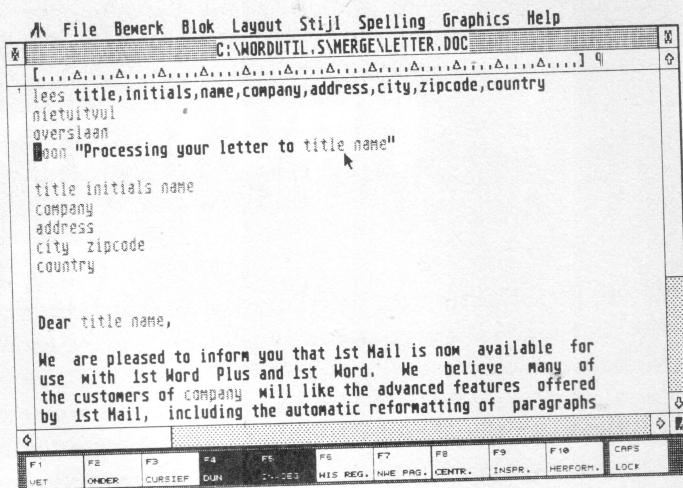 File Bewerk Blok Layout Stijl Spelling Graphics Help
C:\WORDUTIL.S\MERGE\LETTER.DOC
lees title,initials,name,company,address,city,zipcode,country
nietuitvul
overslaan
toon "Processing your letter to title name"
title initials name
company
address
city zipcode
country
Dear title name,
We are pleased to inform you that 1st Mail is now available for
use with 1st Word Plus and 1st Word. We believe many of
the customers of company will like the advanced features offered
by 1st Mail, including the automatic reformatting of paragraphs
F1 F2 F3 F4 F5 F6 F7 F8 F9 F10 CAPS
VET ONDER CURSIEF DUN WIS REG. NWE PAG. CENTR. INSPR. HERFORM. LOCK